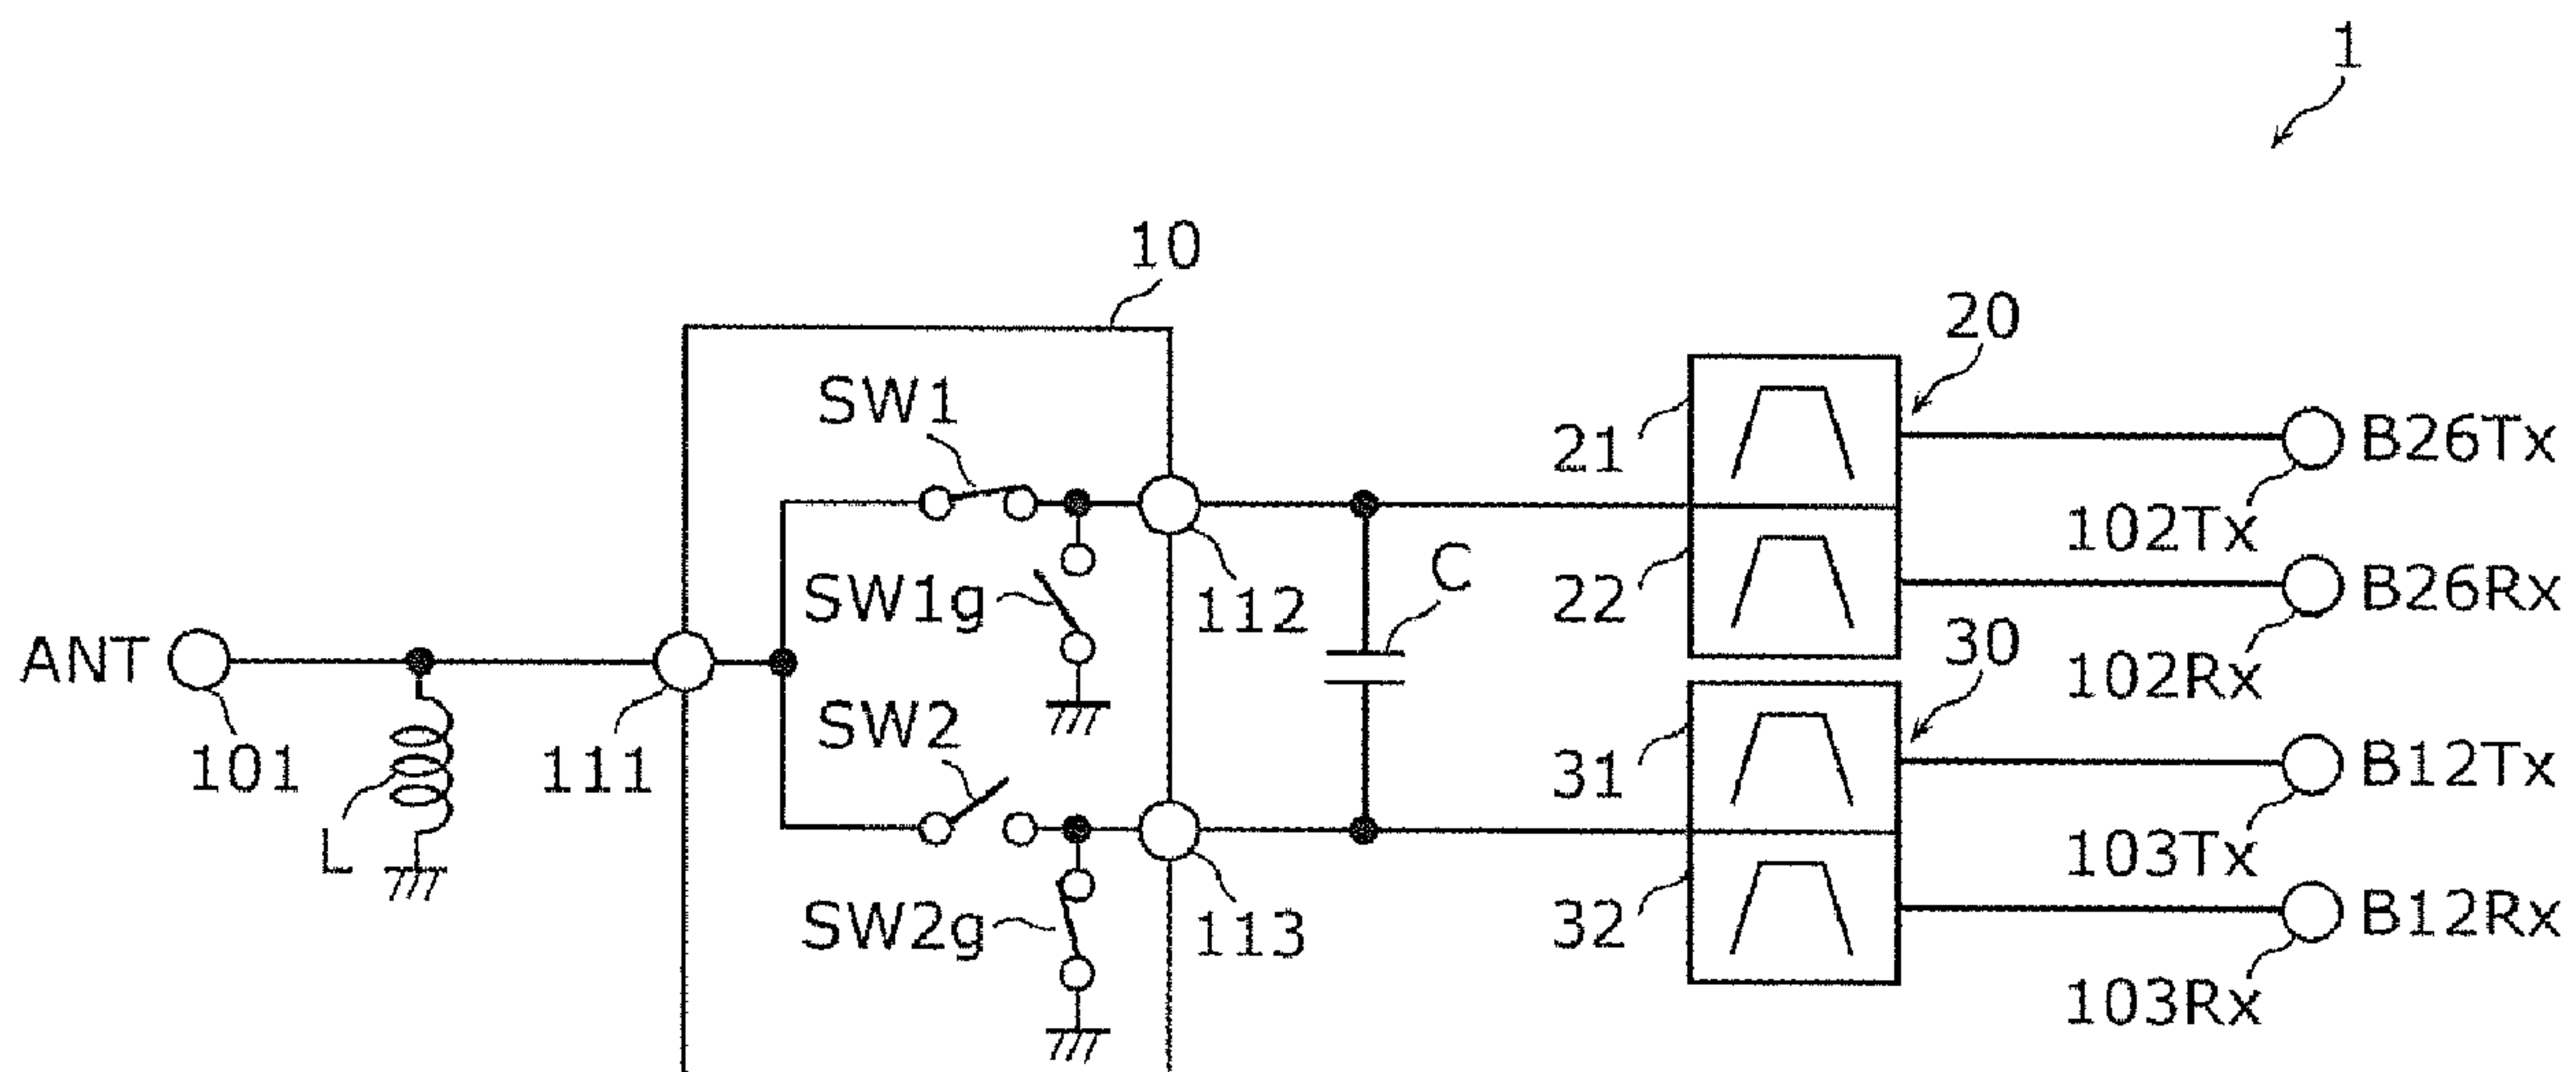 1
10
20
SW1
21
B26Tx
102Tx
C
SW1g
112
22
B26Rx
30
102Rx
ANT
101
L
111
SW2
31
B12Tx
103Tx
SW2g
113
32
B12Rx
103Rx